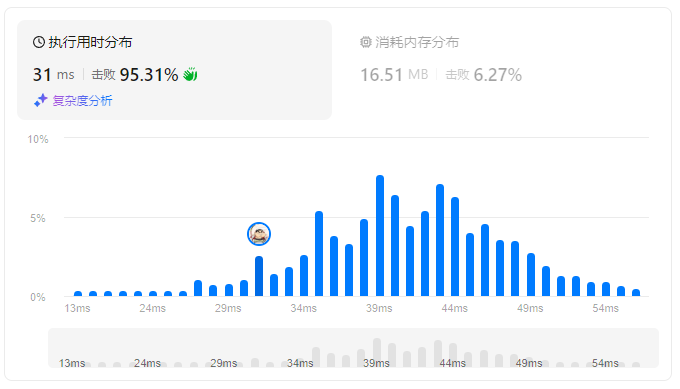 执行用时分布
消耗内存分布
31 ms 击败 95.31%
16.51 MB 击败 6.27%
复杂度分析
10%
5%
0%
13ms 24ms 29ms 34ms 39ms 44ms 54ms
13ms 24ms 29ms 34ms 39ms 44ms 49ms 54ms